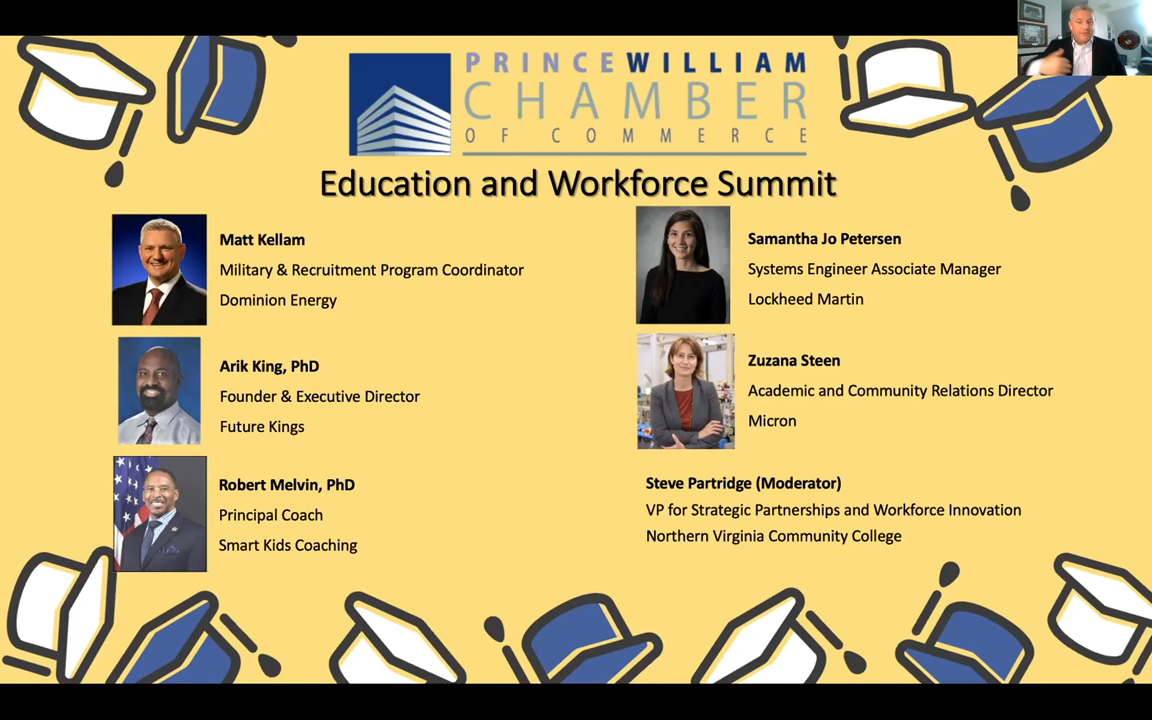 PRINCEWILLIAM
CHAMBER
OF COMMERCE
Education and Workforce Summit
Matt Kellam
Military & Recruitment Program Coordinator
Dominion Energy
Arik King, PhD
Founder & Executive Director
Future Kings
Robert Melvin, PhD
Principal Coach
Smart Kids Coaching
Samantha Jo Petersen
Systems Engineer Associate Manager
Lockheed Martin
Zuzana Steen
Academic and Community Relations Director
Micron
Steve Partridge (Moderator)
VP for Strategic Partnerships and Workforce Innovation
Northern Virginia Community College